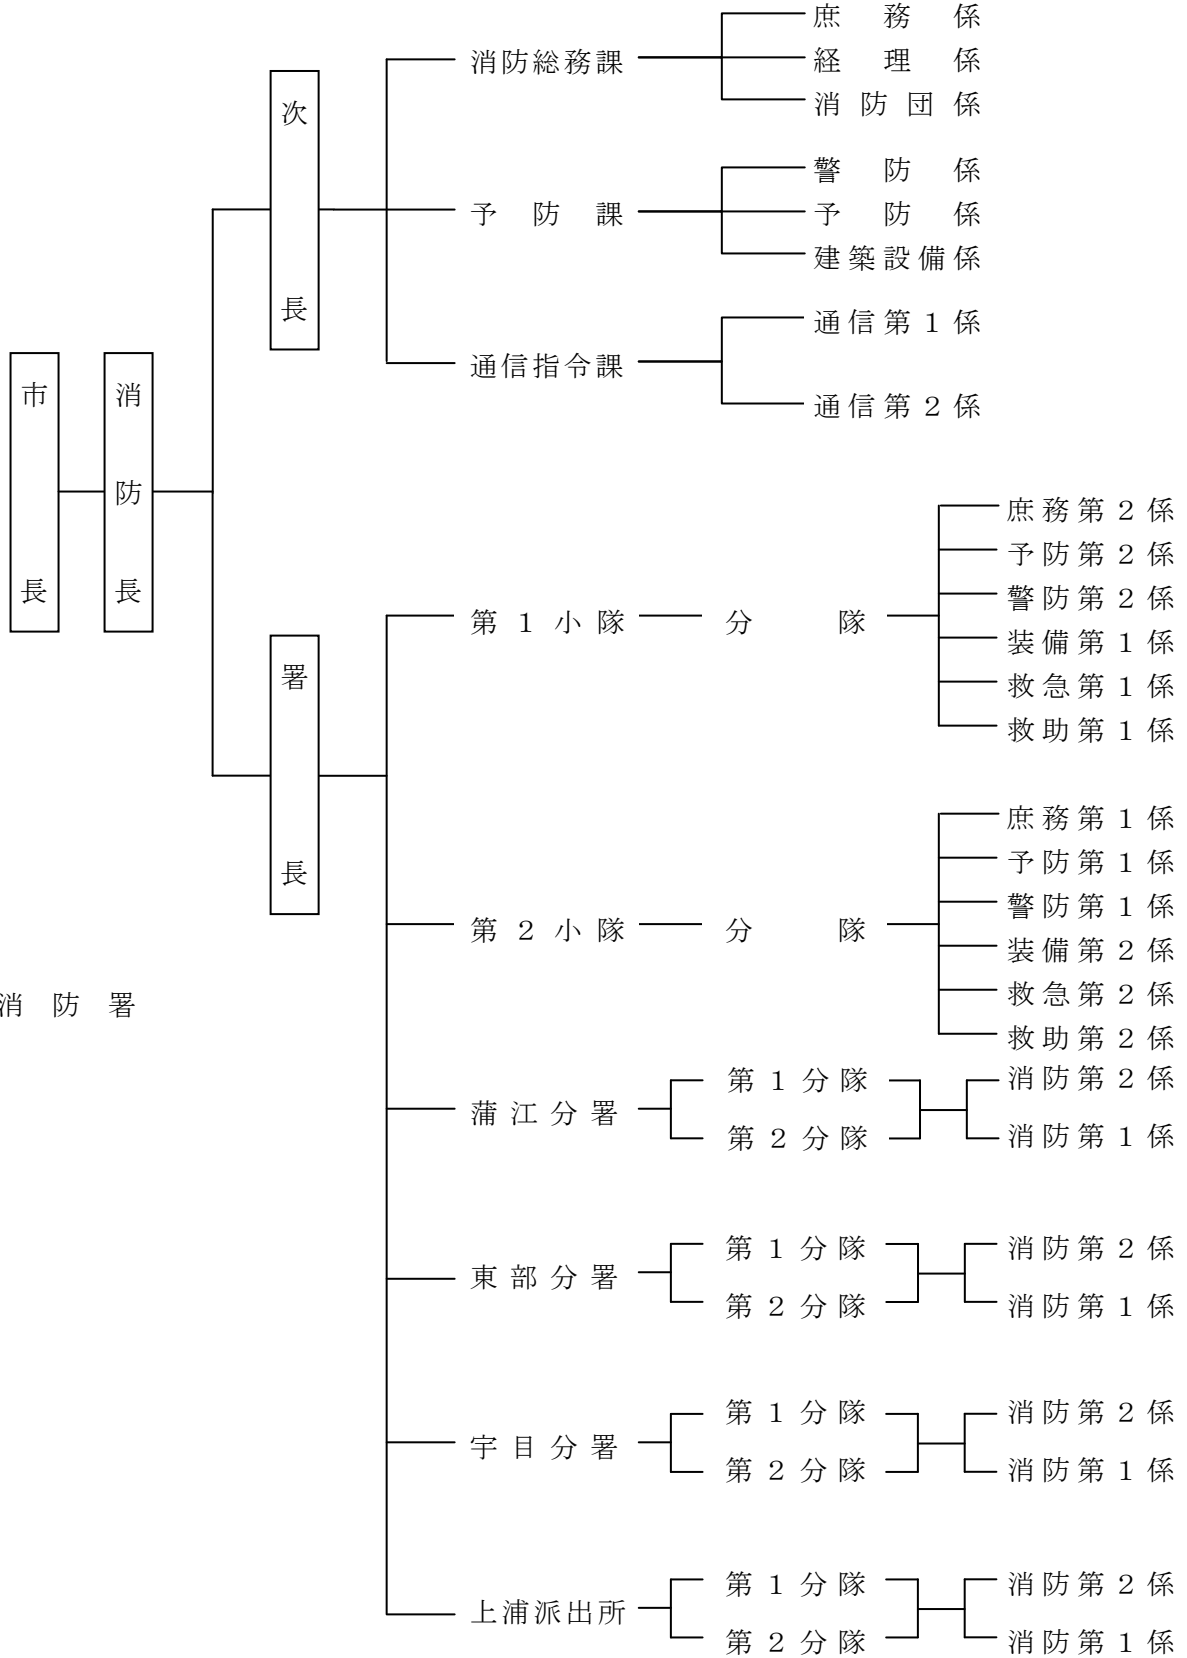 庶務係
消防総務課
経理係
消防団係
次長
警防係
予防課
予防係
建築設備係
通信第１係
通信指令課
通信第２係
市長
消防長
庶務第２係
予防第２係
警防第２係
第１小隊 分隊
装備第１係
救急第１係
救助第１係
署長
庶務第１係
予防第１係
警防第１係
第２小隊 分隊
装備第２係
救急第２係
救助第２係
消防署
第１分隊 消防第２係
蒲江分署
第２分隊 消防第１係
第１分隊 消防第２係
東部分署
第２分隊 消防第１係
第１分隊 消防第２係
宇目分署
第２分隊 消防第１係
第１分隊 消防第２係
上浦派出所
第２分隊 消防第１係